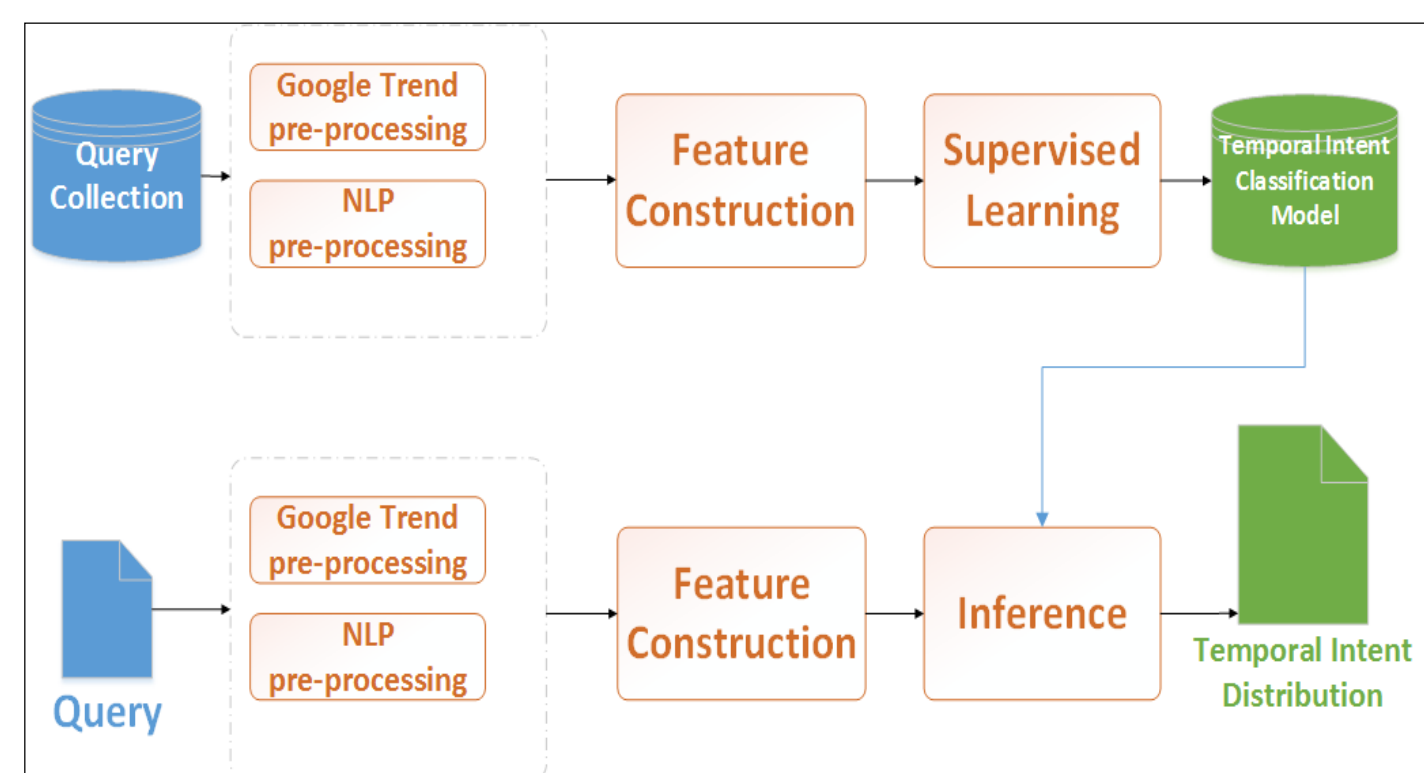 Query
Collection
Google Trend
pre-processing
NLP
pre-processing
Feature
Construction
Supervised
Learning
Temporal Intent
Classification
Model
Query
Google Trend
pre-processing
NLP
pre-processing
Feature
Construction
Inference
Temporal Intent
Distribution